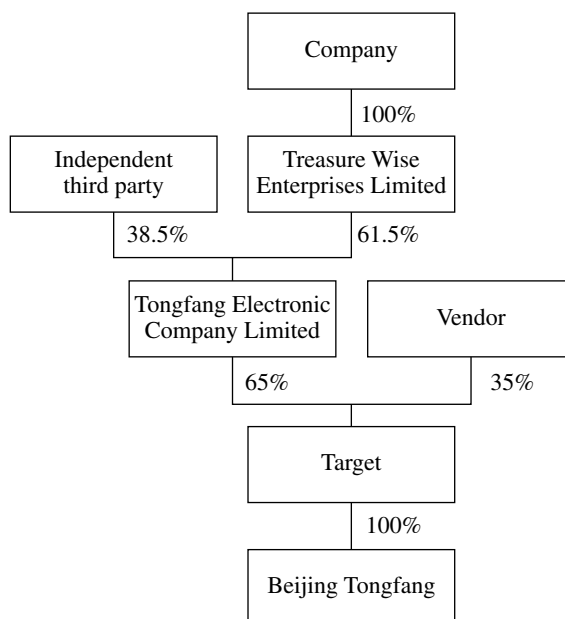 Company
100%
Independent
third party
Treasure Wise
Enterprises Limited
38.5%
61.5%
Tongfang Electronic
Company Limited
Vendor
65%
35%
Target
100%
Beijing Tongfang